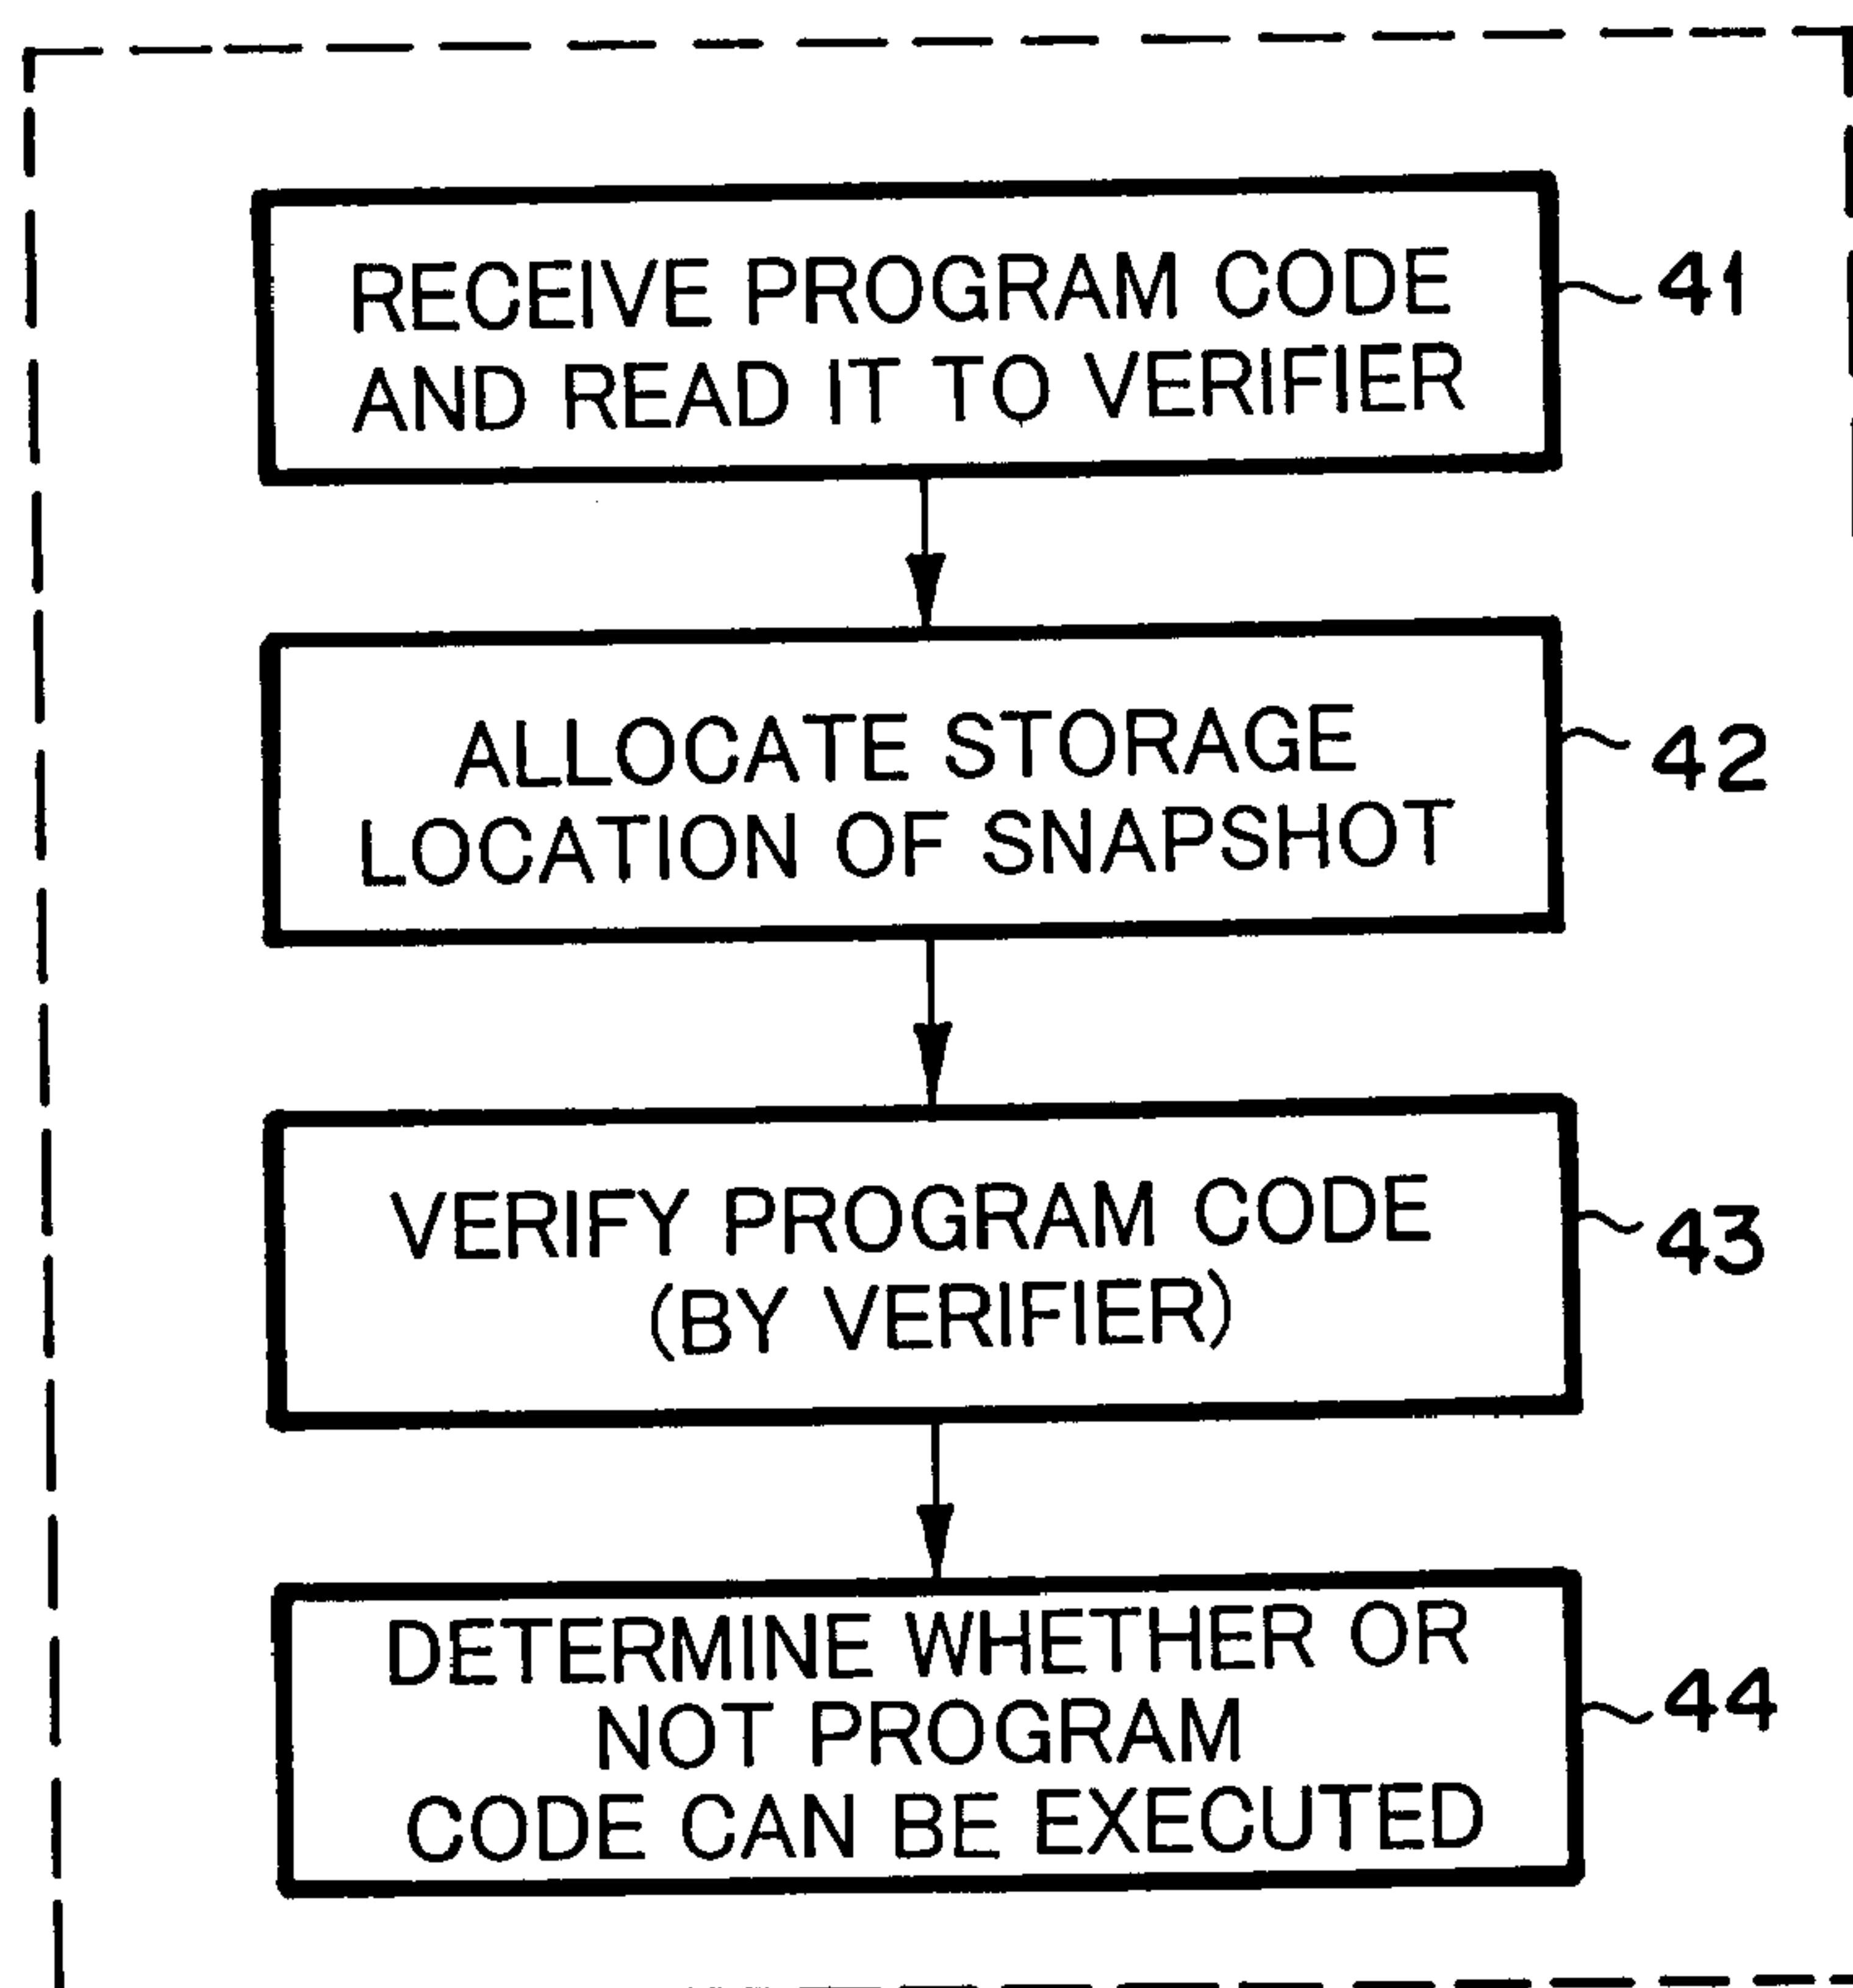 RECEIVE PROGRAM CODE
AND READ IT TO VERIFIER
41
ALLOCATE STORAGE
LOCATION OF SNAPSHOT
42
VERIFY PROGRAM CODE
(BY VERIFIER)
43
DETERMINE WHETHER OR
NOT PROGRAM
CODE CAN BE EXECUTED
44